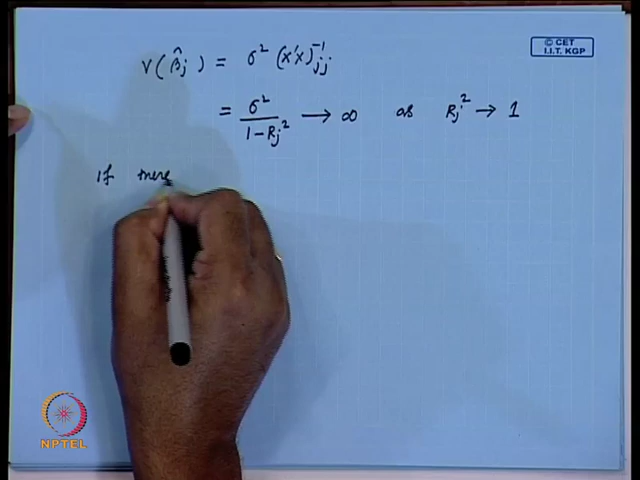 © CET
I.I.T. KGP
V(β̂j) = σ² (X'X)⁻¹jj
= σ² / (1-Rj²) → ∞ as Rj² → 1
If there
NPTEL